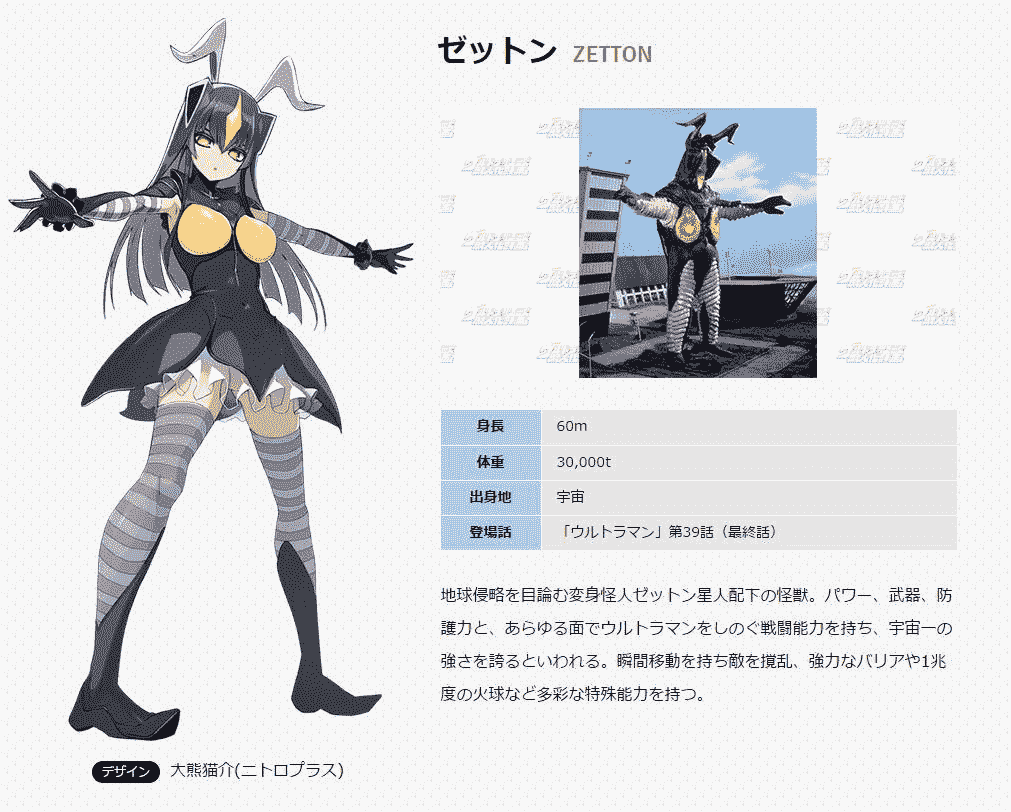 ゼットン ZETTON
身長 60m
体重 30,000t
出身地 宇宙
登場話 「ウルトラマン」第39話（最終話）
地球侵略を目論む変身怪人ゼットン星人配下の怪獣。パワー、武器、防
護力と、あらゆる面でウルトラマンをしのぐ戦闘能力を持ち、宇宙一の
強さを誇るといわれる。瞬間移動を持ち敵を撹乱、強力なバリアや1兆
度の火球など多彩な特殊能力を持つ。
デザイン 大熊猫介(ニトロプラス)